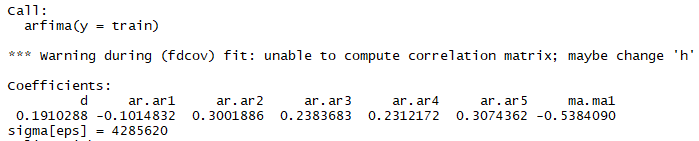 Call:
  arfima(y = train)
*** Warning during (fdcov) fit: unable to compute correlation matrix; maybe change 'h'
Coefficients:
         d     ar.ar1     ar.ar2     ar.ar3     ar.ar4     ar.ar5     ma.ma1
 0.1910288 -0.1014832  0.3001886  0.2383683  0.2312172  0.3074362 -0.5384090
sigma[eps] = 4285620